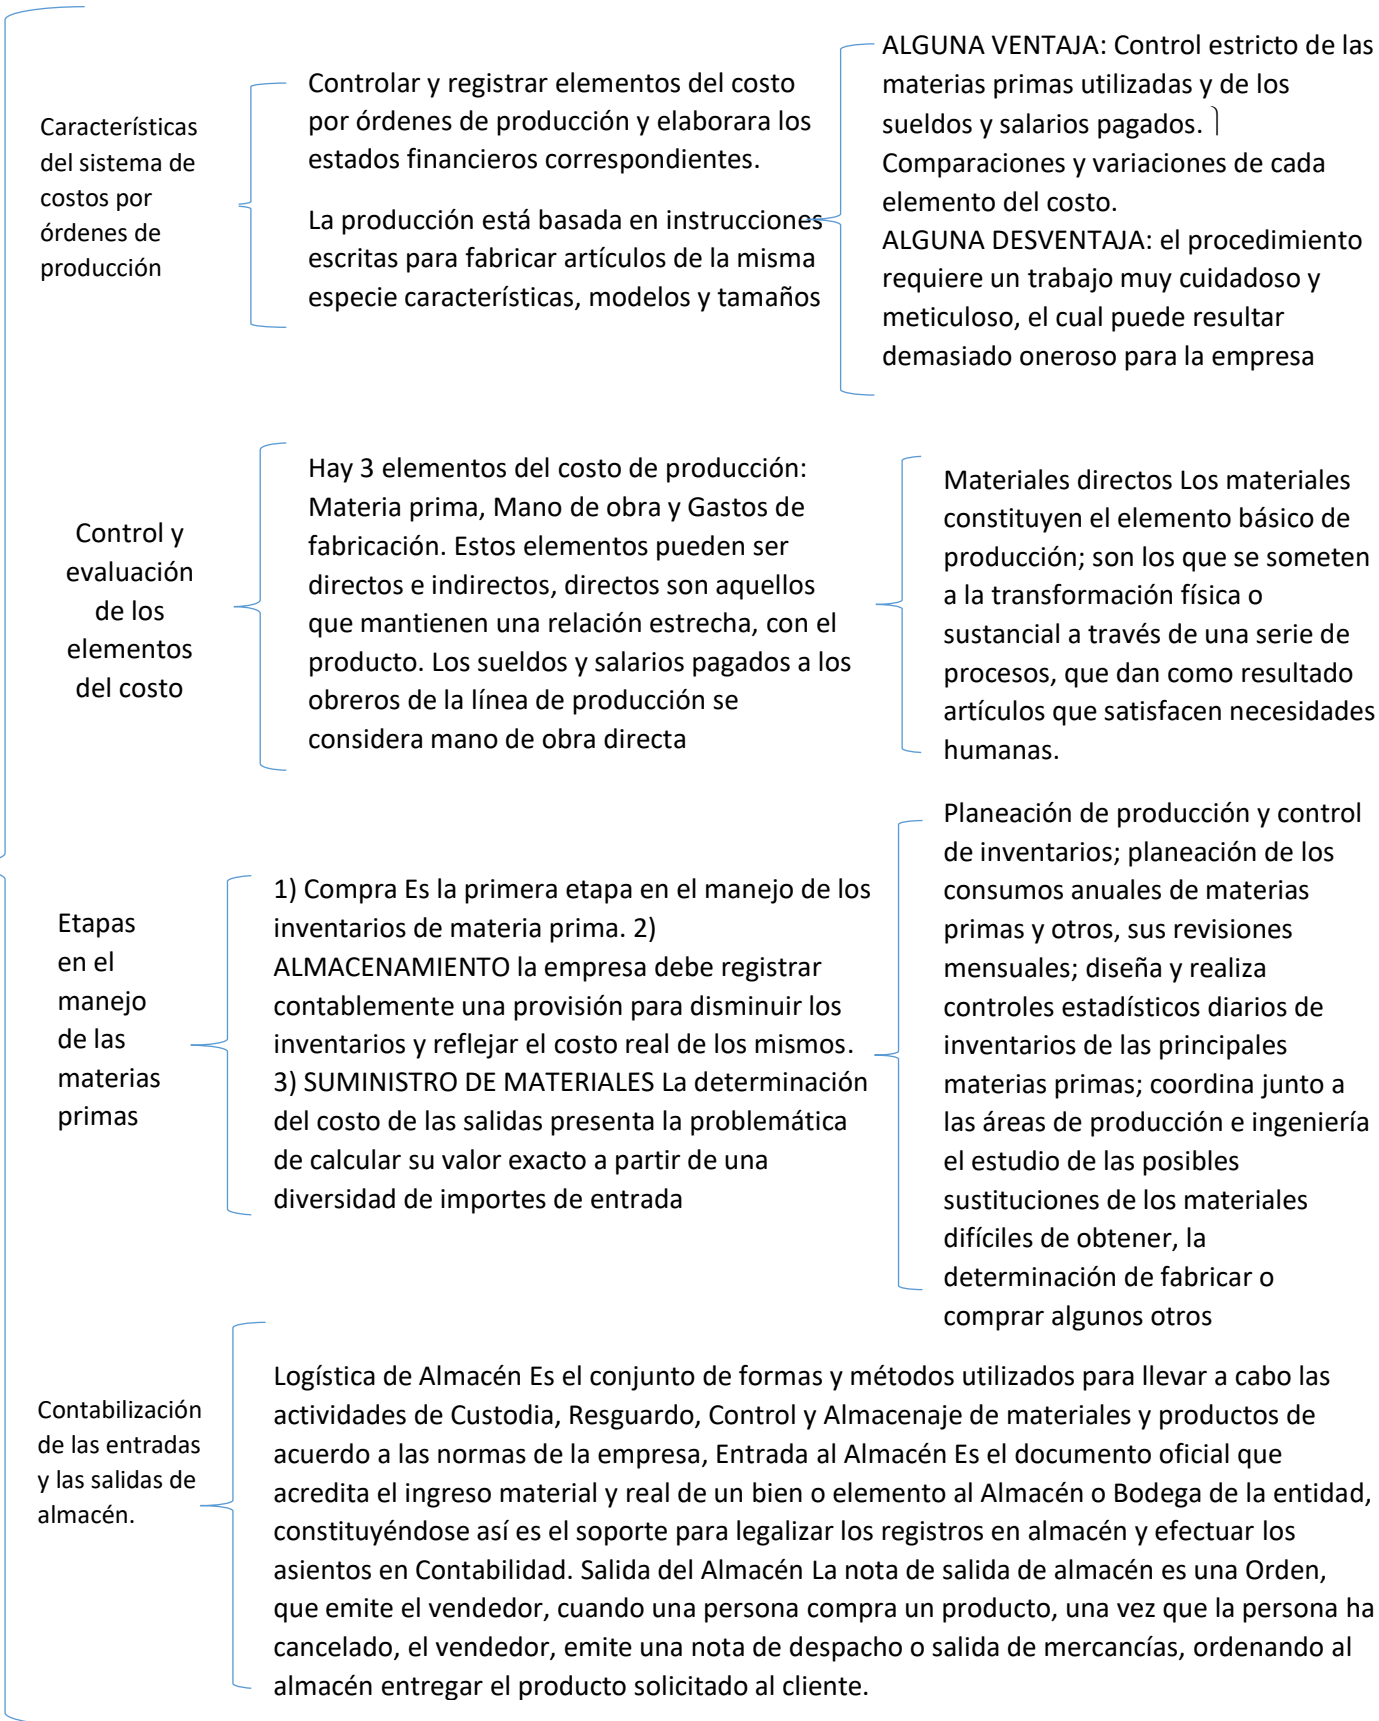 Características
del sistema de
costos por
órdenes de
producción
Controlar y registrar elementos del costo
por órdenes de producción y elaborara los
estados financieros correspondientes.
La producción está basada en instrucciones
escritas para fabricar artículos de la misma
especie características, modelos y tamaños
ALGUNA VENTAJA: Control estricto de las
materias primas utilizadas y de los
sueldos y salarios pagados. ⎫
Comparaciones y variaciones de cada
elemento del costo.
ALGUNA DESVENTAJA: el procedimiento
requiere un trabajo muy cuidadoso y
meticuloso, el cual puede resultar
demasiado oneroso para la empresa
Control y
evaluación
de los
elementos
del costo
Hay 3 elementos del costo de producción:
Materia prima, Mano de obra y Gastos de
fabricación. Estos elementos pueden ser
directos e indirectos, directos son aquellos
que mantienen una relación estrecha, con el
producto. Los sueldos y salarios pagados a los
obreros de la línea de producción se
considera mano de obra directa
Materiales directos Los materiales
constituyen el elemento básico de
producción; son los que se someten
a la transformación física o
sustancial a través de una serie de
procesos, que dan como resultado
artículos que satisfacen necesidades
humanas.
Etapas
en el
manejo
de las
materias
primas
1) Compra Es la primera etapa en el manejo de los
inventarios de materia prima. 2)
ALMACENAMIENTO la empresa debe registrar
contablemente una provisión para disminuir los
inventarios y reflejar el costo real de los mismos.
3) SUMINISTRO DE MATERIALES La determinación
del costo de las salidas presenta la problemática
de calcular su valor exacto a partir de una
diversidad de importes de entrada
Planeación de producción y control
de inventarios; planeación de los
consumos anuales de materias
primas y otros, sus revisiones
mensuales; diseña y realiza
controles estadísticos diarios de
inventarios de las principales
materias primas; coordina junto a
las áreas de producción e ingeniería
el estudio de las posibles
sustituciones de los materiales
difíciles de obtener, la
determinación de fabricar o
comprar algunos otros
Contabilización
de las entradas
y las salidas de
almacén.
Logística de Almacén Es el conjunto de formas y métodos utilizados para llevar a cabo las
actividades de Custodia, Resguardo, Control y Almacenaje de materiales y productos de
acuerdo a las normas de la empresa, Entrada al Almacén Es el documento oficial que
acredita el ingreso material y real de un bien o elemento al Almacén o Bodega de la entidad,
constituyéndose así es el soporte para legalizar los registros en almacén y efectuar los
asientos en Contabilidad. Salida del Almacén La nota de salida de almacén es una Orden,
que emite el vendedor, cuando una persona compra un producto, una vez que la persona ha
cancelado, el vendedor, emite una nota de despacho o salida de mercancías, ordenando al
almacén entregar el producto solicitado al cliente.